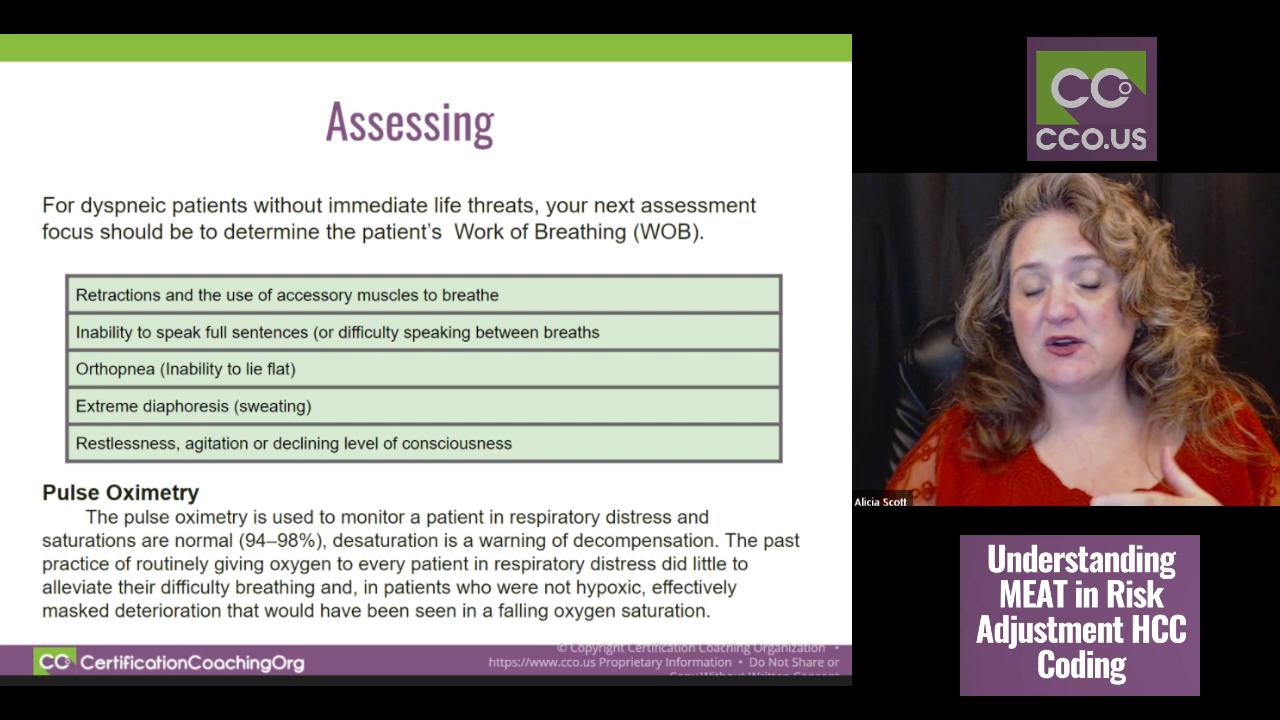 Assessing
For dyspneic patients without immediate life threats, your next assessment
focus should be to determine the patient's Work of Breathing (WOB).
Retractions and the use of accessory muscles to breathe
Inability to speak full sentences (or difficulty speaking between breaths
Orthopnea (Inability to lie flat)
Extreme diaphoresis (sweating)
Restlessness, agitation or declining level of consciousness
Pulse Oximetry
The pulse oximetry is used to monitor a patient in respiratory distress and
saturations are normal (94–98%), desaturation is a warning of decompensation. The past
practice of routinely giving oxygen to every patient in respiratory distress did little to
alleviate their difficulty breathing and, in patients who were not hypoxic, effectively
masked deterioration that would have been seen in a falling oxygen saturation.
CCO CertificationCoachingOrg
© Copyright Certification Coaching Organization •
https://www.cco.us Proprietary Information • Do Not Share or
Copy Without Written Consent
CCO
CCO.US
Alicia Scott
Understanding
MEAT in Risk
Adjustment HCC
Coding